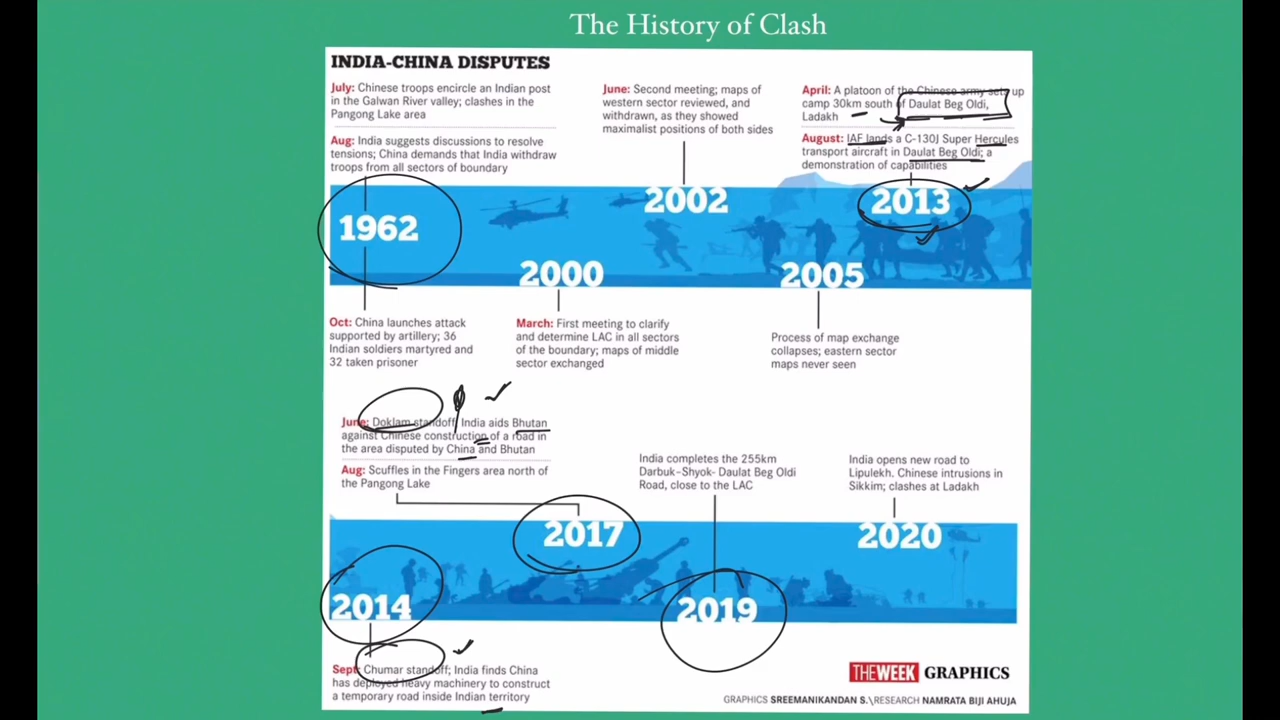 The History of Clash
INDIA-CHINA DISPUTES
July: Chinese troops encircle an Indian post
in the Galwan River valley; clashes in the
Pangong Lake area
Aug: India suggests discussions to resolve
tensions; China demands that India withdraw
troops from all sectors of boundary
June: Second meeting; maps of
western sector reviewed, and
withdrawn, as they showed
maximalist positions of both sides
April: A platoon of the Chinese army sets up
camp 30km south of Daulat Beg Oldi,
Ladakh
August: IAF lands a C-130J Super Hercules
transport aircraft in Daulat Beg Oldi; a
demonstration of capabilities
1962
2000
2002
2005
2013
Oct: China launches attack
supported by artillery; 36
Indian soldiers martyred and
32 taken prisoner
March: First meeting to clarify
and determine LAC in all sectors
of the boundary; maps of middle
sector exchanged
Process of map exchange
collapses; eastern sector
maps never seen
June: Doklam standoff; India aids Bhutan
against Chinese construction of a road in
the area disputed by China and Bhutan
Aug: Scuffles in the Fingers area north of
the Pangong Lake
India completes the 255km
Darbuk-Shyok- Daulat Beg Oldi
Road, close to the LAC
India opens new road to
Lipulekh. Chinese intrusions in
Sikkim; clashes at Ladakh
2014
2017
2019
2020
Sept: Chumar standoff; India finds China
has deployed heavy machinery to construct
a temporary road inside Indian territory
THE WEEK GRAPHICS
GRAPHICS SREEMANIKANDAN S.\RESEARCH NAMRATA BIJI AHUJA